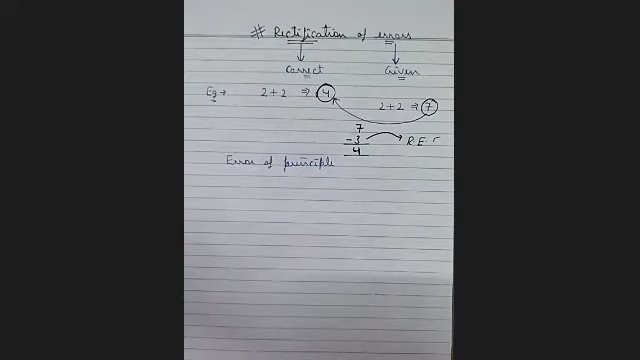 # Rectification of errors
Correct Given
Eg → 2+2 ⇒ 4
2+2 ⇒ 7
7
-3 R.E.
4
Error of principle